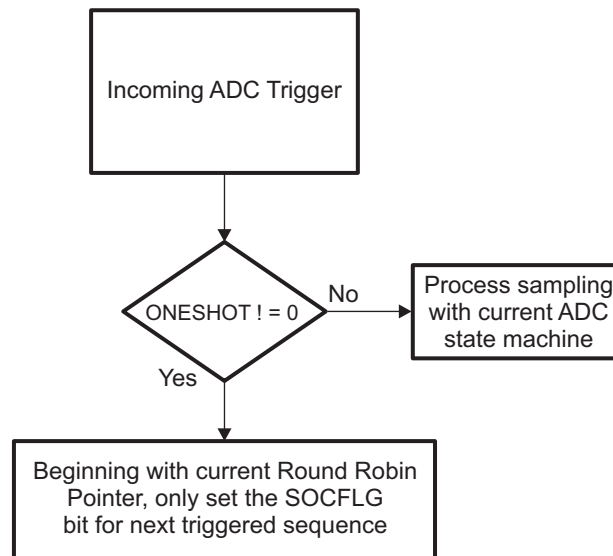 Incoming ADC Trigger
ONESHOT ! = 0
No
Process sampling
with current ADC
state machine
Yes
Beginning with current Round Robin
Pointer, only set the SOCFLG
bit for next triggered sequence